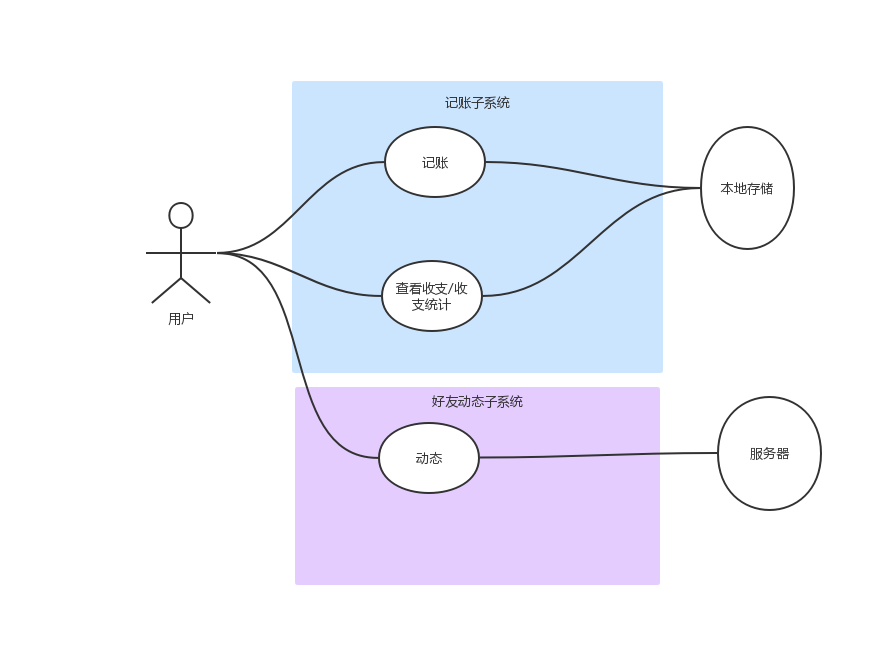 记账子系统
记账
本地存储
查看收支/收
支统计
用户
好友动态子系统
动态
服务器